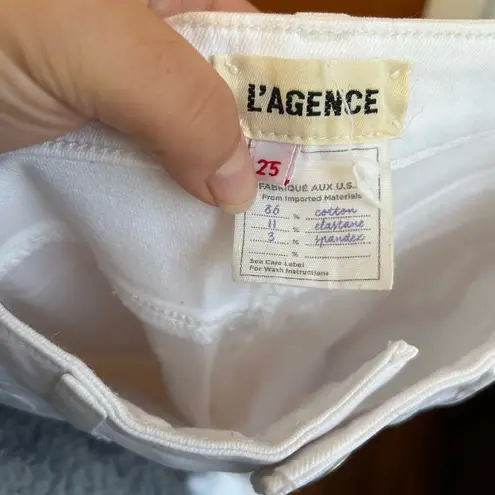 L'AGENCE
25
FABRIQUÉ AUX U.S.
From Imported Materials
86 % cotton
11 % elastane
3 % spandex
%
%
See Care Label
For Wash Instructions